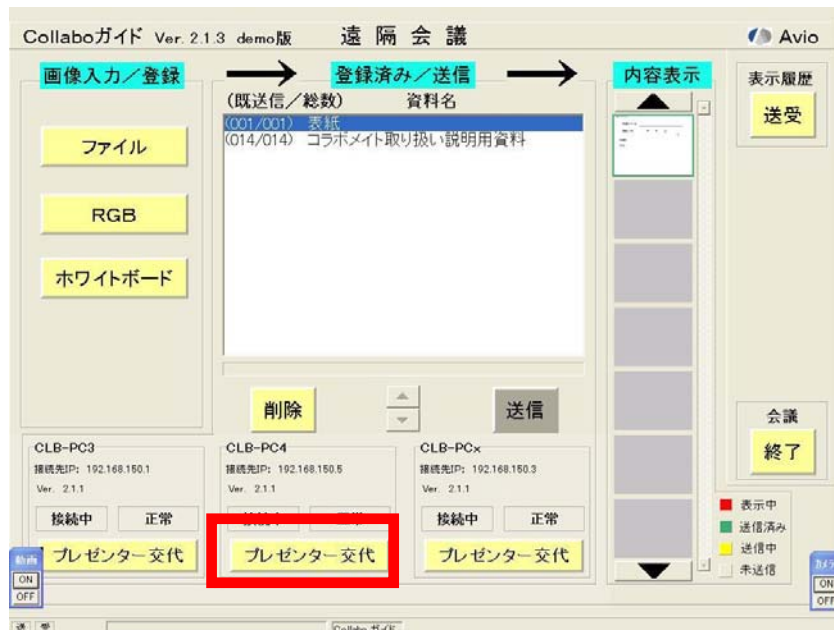 Collaboガイド Ver. 2.1.3 demo版 遠隔会議 Avio
画像入力／登録
登録済み／送信
内容表示
表示履歴
送受
(既送信／総数) 資料名
(001/001) 表紙
(014/014) コラボメイト取り扱い説明用資料
ファイル
RGB
ホワイトボード
削除
送信
会議
終了
CLB-PC3
接続先IP: 192.168.150.1
Ver. 2.1.1
接続中 正常
プレゼンター交代
CLB-PC4
接続先IP: 192.168.150.5
Ver. 2.1.1
プレゼンター交代
CLB-PCx
接続先IP: 192.168.150.3
Ver. 2.1.1
接続中 正常
プレゼンター交代
表示中
送信済み
送信中
未送信
動画
ON
OFF
カメラ
ON
OFF
送 受
Collabo ガイド